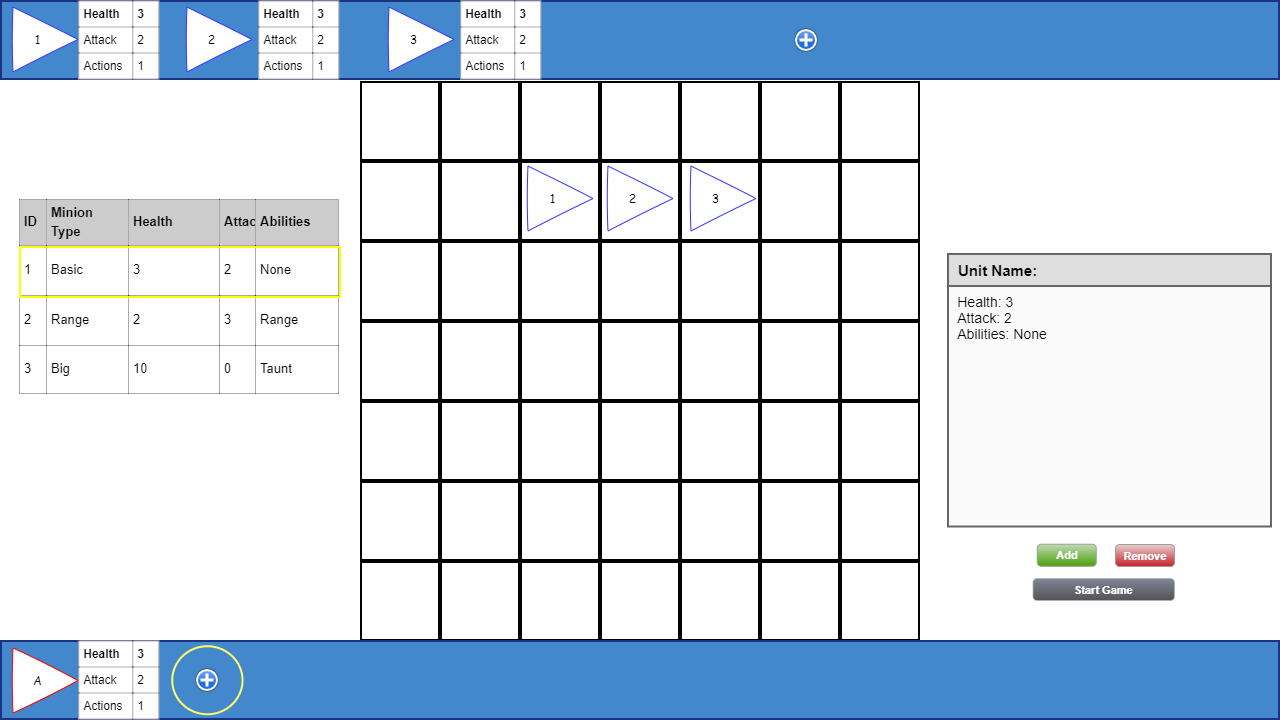 1 Health 3
Attack 2
Actions 1
2 Health 3
Attack 2
Actions 1
3 Health 3
Attack 2
Actions 1
ID Minion Type Health Attac Abilities
1 Basic 3 2 None
2 Range 2 3 Range
3 Big 10 0 Taunt
1 2 3
Unit Name:
Health: 3
Attack: 2
Abilities: None
Add Remove
Start Game
A Health 3
Attack 2
Actions 1